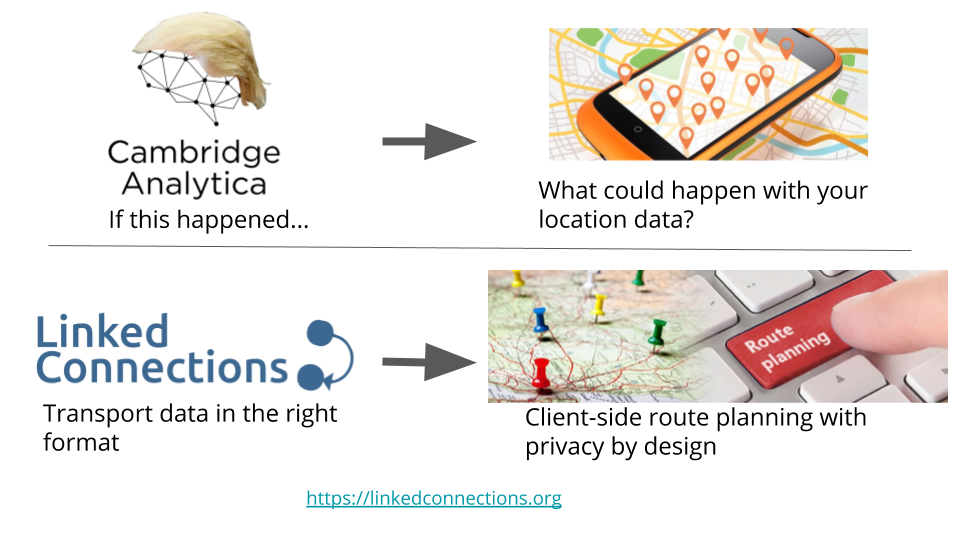 Cambridge
Analytica
If this happened...
What could happen with your
location data?
Linked
Connections
Route
planning
Transport data in the right
format
Client-side route planning with
privacy by design
https://linkedconnections.org